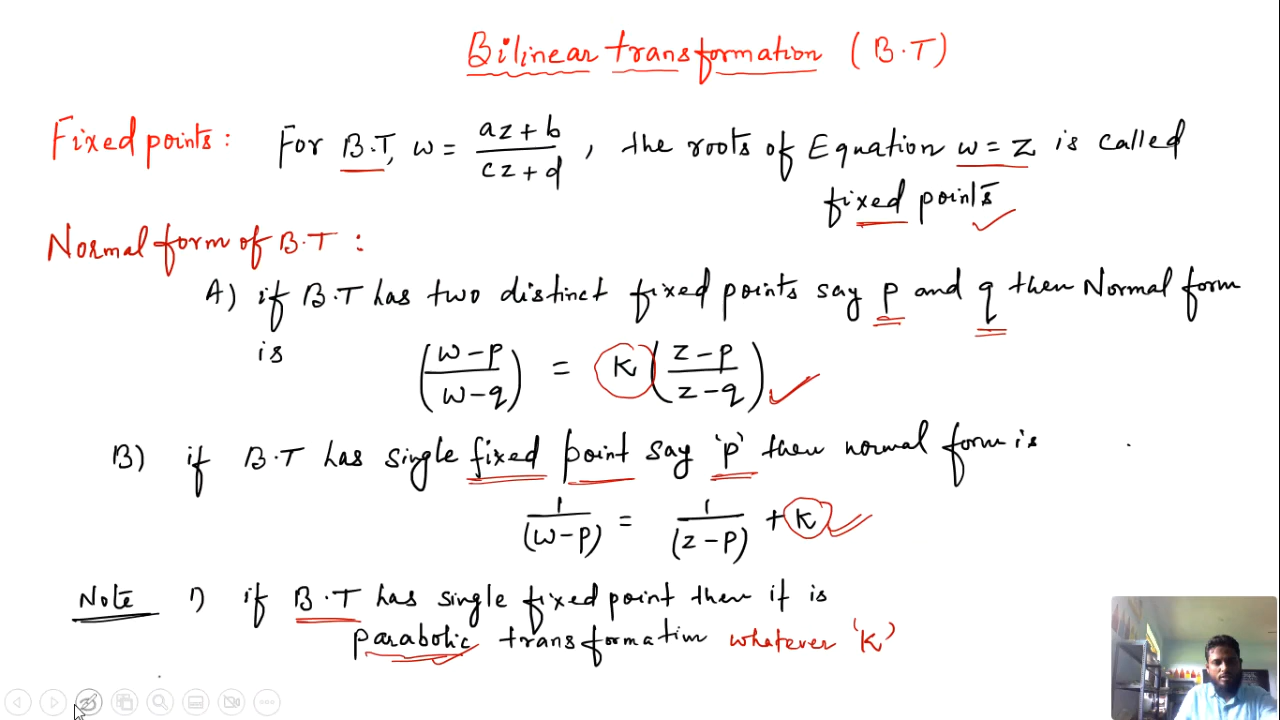 Bilinear transformation (B.T)
Fixed points: For B.T, w = (az+b)/(cz+d), the roots of Equation w = z is called
fixed points
Normal form of B.T :
A) if B.T has two distinct fixed points say p and q then Normal form
is ((w-p)/(w-q)) = K ((z-p)/(z-q))
B) if B.T has single fixed point say 'p' then normal form is
1/(w-p) = 1/(z-p) + K
Note 1) if B.T has single fixed point then it is
parabolic transformation whatever 'K'